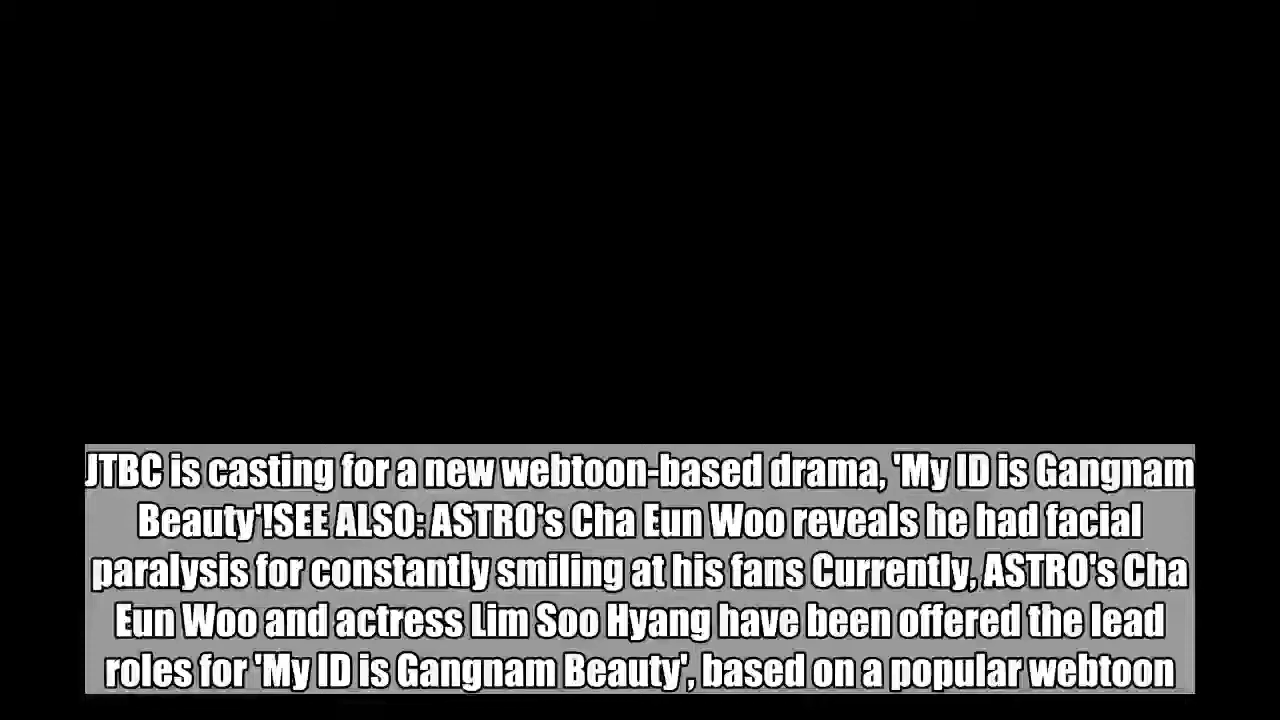 JTBC is casting for a new webtoon-based drama, 'My ID is Gangnam
Beauty'!SEE ALSO: ASTRO's Cha Eun Woo reveals he had facial
paralysis for constantly smiling at his fans Currently, ASTRO's Cha
Eun Woo and actress Lim Soo Hyang have been offered the lead
roles for 'My ID is Gangnam Beauty', based on a popular webtoon